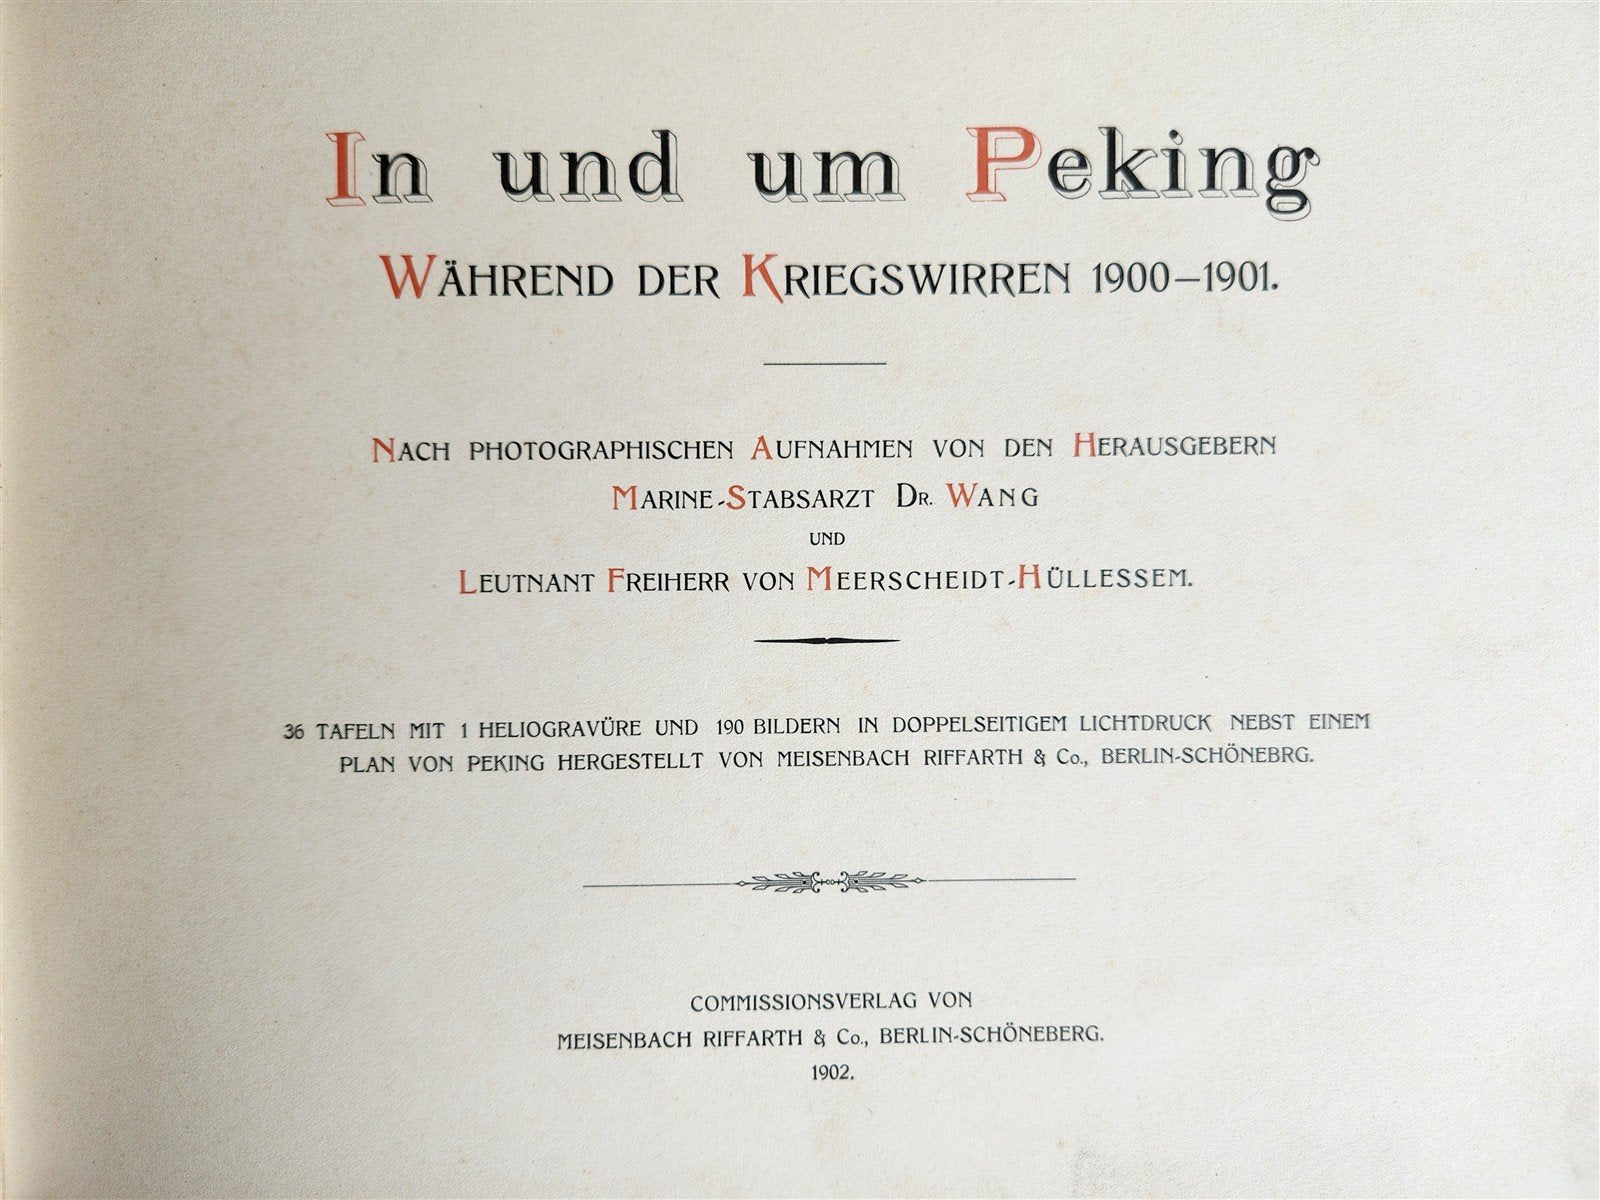 In und um Peking
WÄHREND DER KRIEGSWIRREN 1900–1901.
NACH PHOTOGRAPHISCHEN AUFNAHMEN VON DEN HERAUSGEBERN
MARINE-STABSARZT DR. WANG
UND
LEUTNANT FREIHERR VON MEERSCHEIDT-HÜLLESSEM.
36 TAFELN MIT 1 HELIOGRAVÜRE UND 190 BILDERN IN DOPPELSEITIGEM LICHTDRUCK NEBST EINEM
PLAN VON PEKING HERGESTELLT VON MEISENBACH RIFFARTH & Co., BERLIN-SCHÖNEBRG.
COMMISSIONSVERLAG VON
MEISENBACH RIFFARTH & Co., BERLIN-SCHÖNEBERG.
1902.